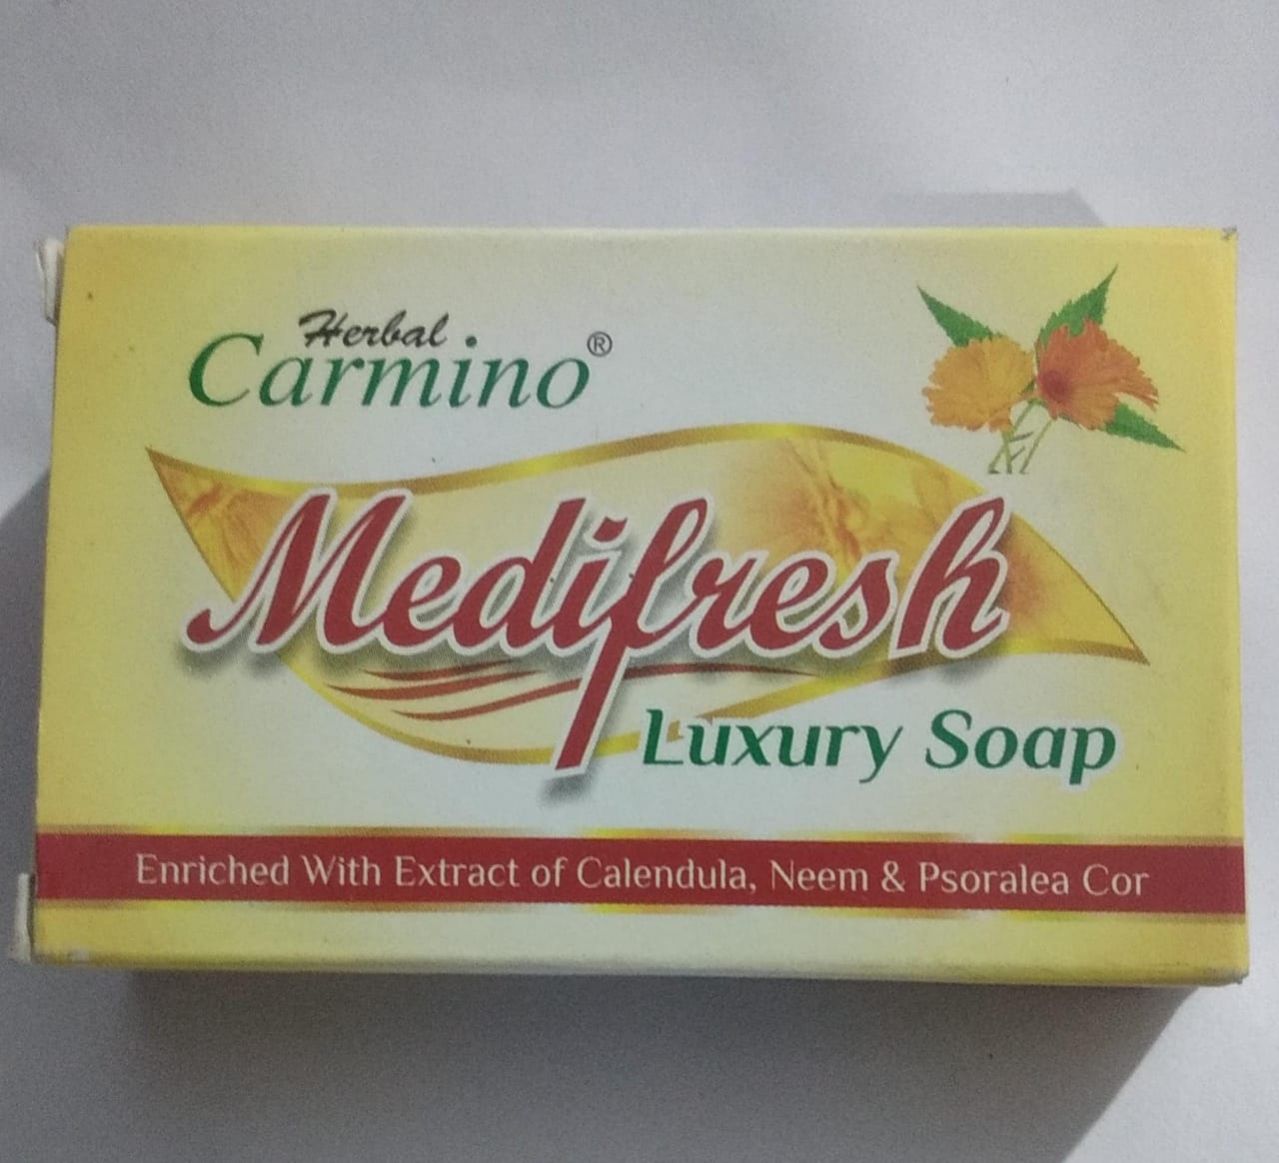 Herbal
Carmino®
Medifresh
Luxury Soap
Enriched With Extract of Calendula, Neem & Psoralea Cor